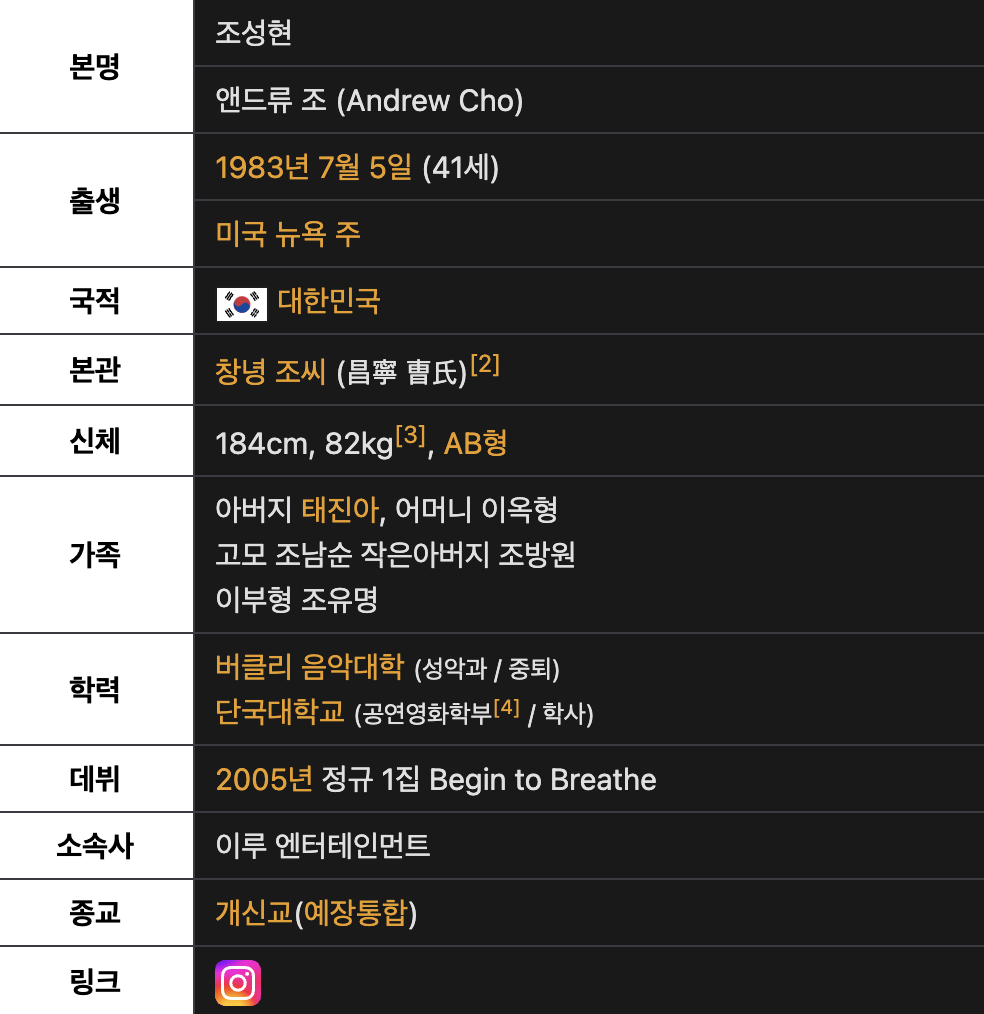 본명
조성현
앤드류 조 (Andrew Cho)
출생
1983년 7월 5일 (41세)
미국 뉴욕 주
국적
대한민국
본관
창녕 조씨 (昌寧 曺氏)[2]
신체
184cm, 82kg[3], AB형
가족
아버지 태진아, 어머니 이옥형
고모 조남순 작은아버지 조방원
이부형 조유명
학력
버클리 음악대학 (성악과 / 중퇴)
단국대학교 (공연영화학부[4] / 학사)
데뷔
2005년 정규 1집 Begin to Breathe
소속사
이루 엔터테인먼트
종교
개신교(예장통합)
링크